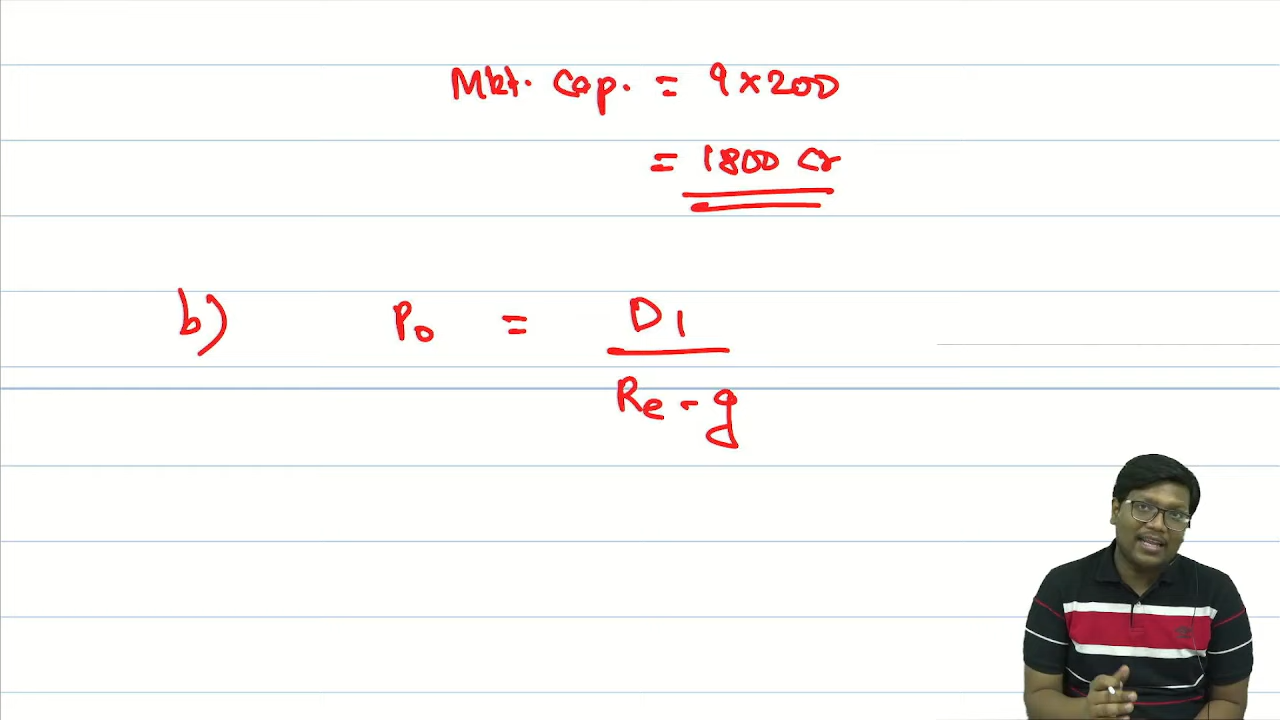 Mkt. Cap. = 9 x 200
= 1800 Cr
b) P0 = D1
Re - g